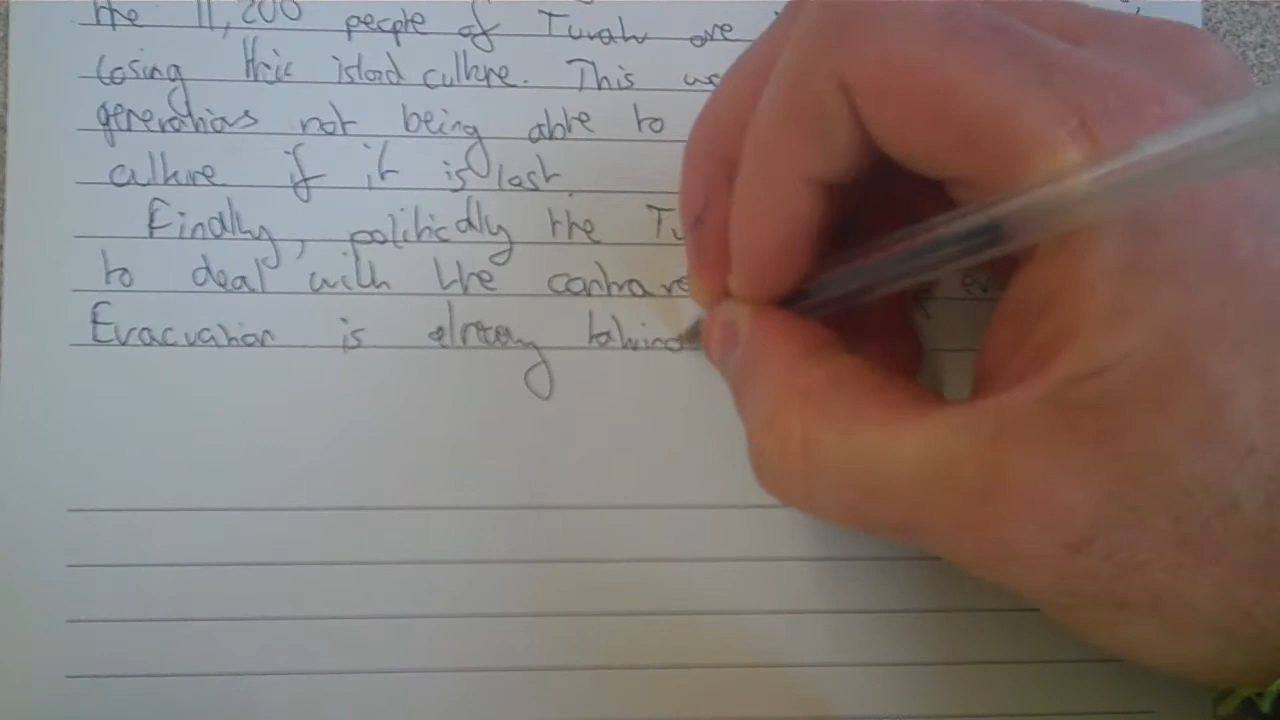 the 11,200 people of Tuvalu are
losing their island culture. This
generations not being able to
culture if it is lost.
Finally, politically the Tu
to deal with the
Evacuation is already taking